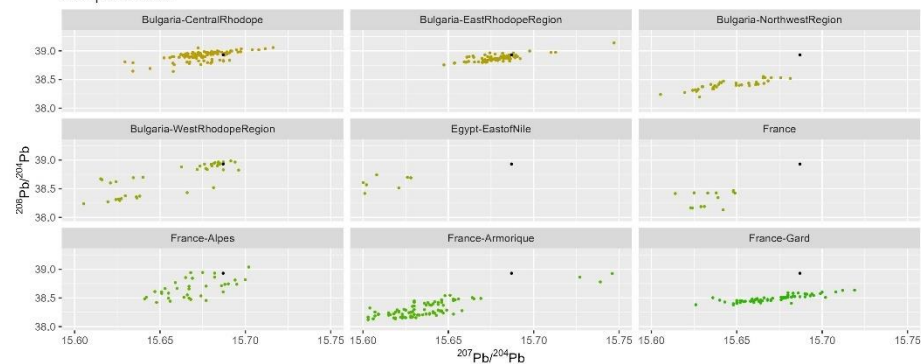 Bulgaria-CentralRhodope
Bulgaria-EastRhodopeRegion
Bulgaria-NorthwestRegion
39.0
38.5
38.0
Bulgaria-WestRhodopeRegion
Egypt-EastofNile
France
39.0
38.5
38.0
France-Alpes
France-Armorique
France-Gard
39.0
38.5
38.0
15.60 15.65 15.70 15.75 15.60 15.65 15.70 15.75 15.60 15.65 15.70 15.75
²⁰⁸Pb/²⁰⁴Pb
²⁰⁷Pb/²⁰⁴Pb